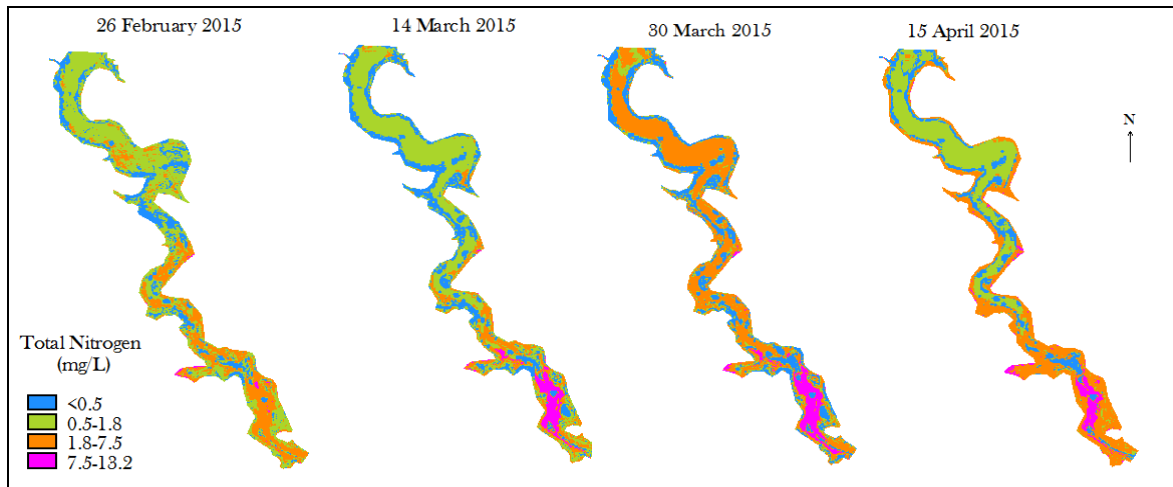 26 February 2015
14 March 2015
30 March 2015
15 April 2015
N
Total Nitrogen
(mg/L)
<0.5
0.5-1.8
1.8-7.5
7.5-13.2